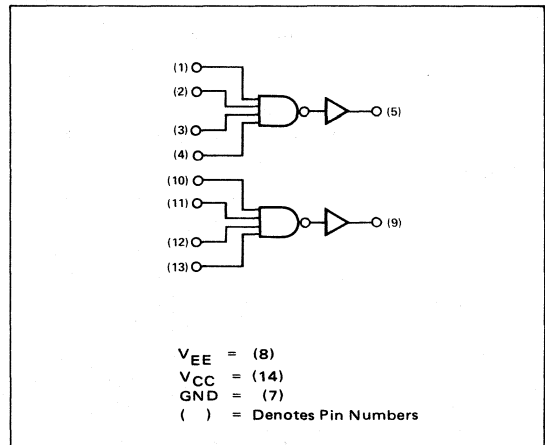 (1)
(2)
(5)
(3)
(4)
(10)
(11)
(9)
(12)
(13)
VEE = (8)
VCC = (14)
GND = (7)
( ) = Denotes Pin Numbers